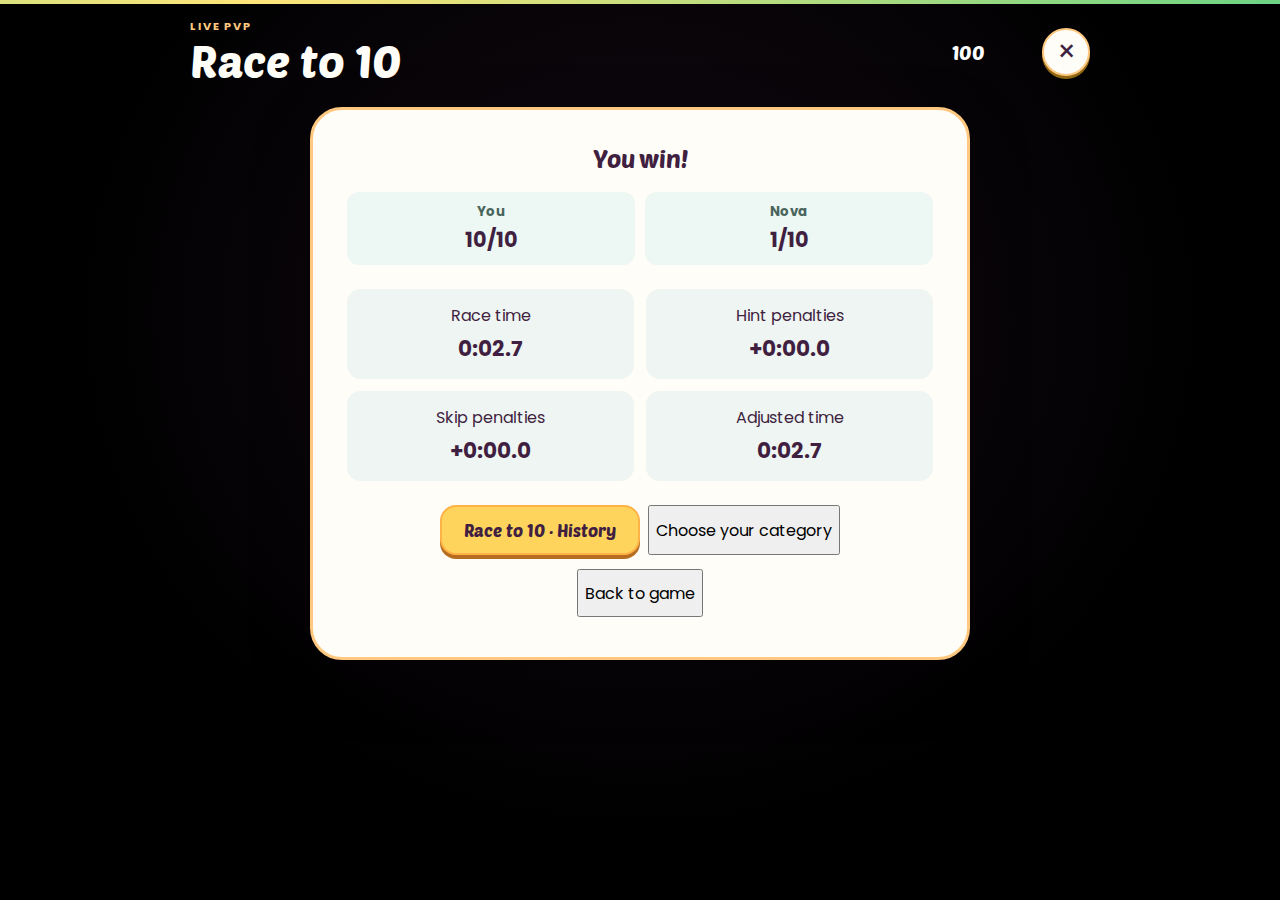 LIVE PVP
Race to 10
100
×
You win!
You
10/10
Nova
1/10
Race time
0:02.7
Hint penalties
+0:00.0
Skip penalties
+0:00.0
Adjusted time
0:02.7
Race to 10 · History
Choose your category
Back to game